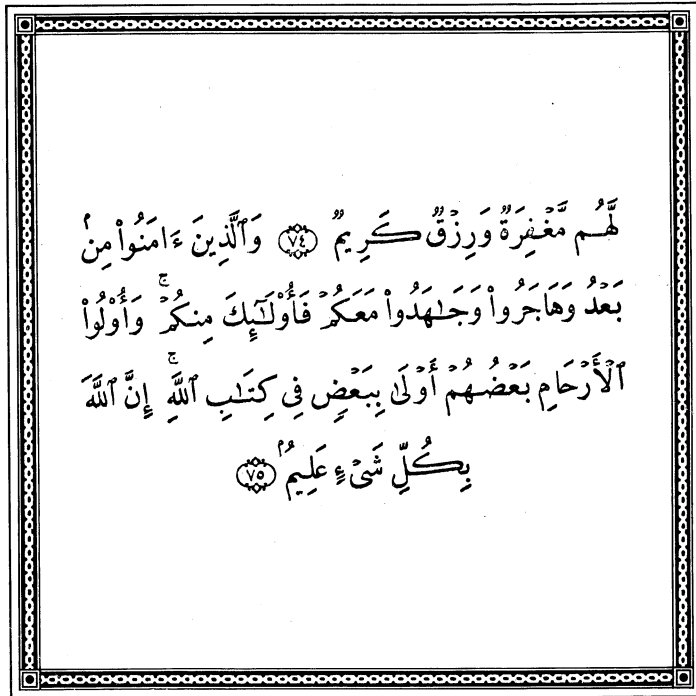 لَّهُم مَّغْفِرَةٌ وَرِزْقٌ كَرِيمٌ ﴿٧٤﴾ وَٱلَّذِينَ ءَامَنُوا۟ مِنۢ
بَعْدُ وَهَاجَرُوا۟ وَجَٰهَدُوا۟ مَعَكُمْ فَأُو۟لَٰٓئِكَ مِنكُمْ ۚ وَأُو۟لُوا۟
ٱلْأَرْحَامِ بَعْضُهُمْ أَوْلَىٰ بِبَعْضٍ فِى كِتَٰبِ ٱللَّهِ ۚ إِنَّ ٱللَّهَ
بِكُلِّ شَىْءٍ عَلِيمٌۢ ﴿٧٥﴾